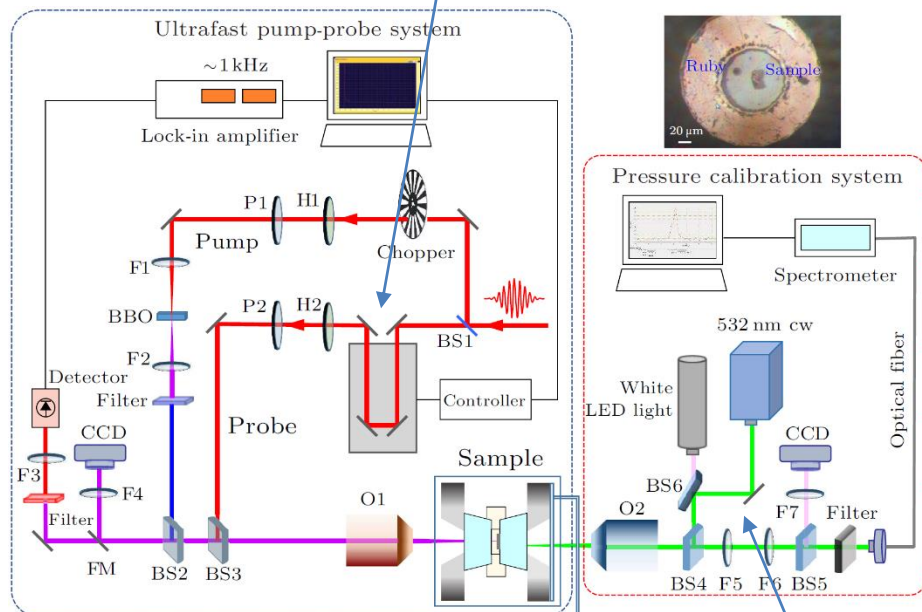 Ultrafast pump-probe system
~1 kHz
Lock-in amplifier
Ruby
Sample
20 μm
Pressure calibration system
Spectrometer
P1
H1
Chopper
Pump
F1
BBO
P2
H2
BS1
F2
Filter
Detector
CCD
Probe
Controller
532 nm cw
White
LED light
CCD
Optical fiber
F3
F4
Filter
FM
BS2
BS3
O1
Sample
O2
BS6
F7
Filter
BS4
F5
F6
BS5